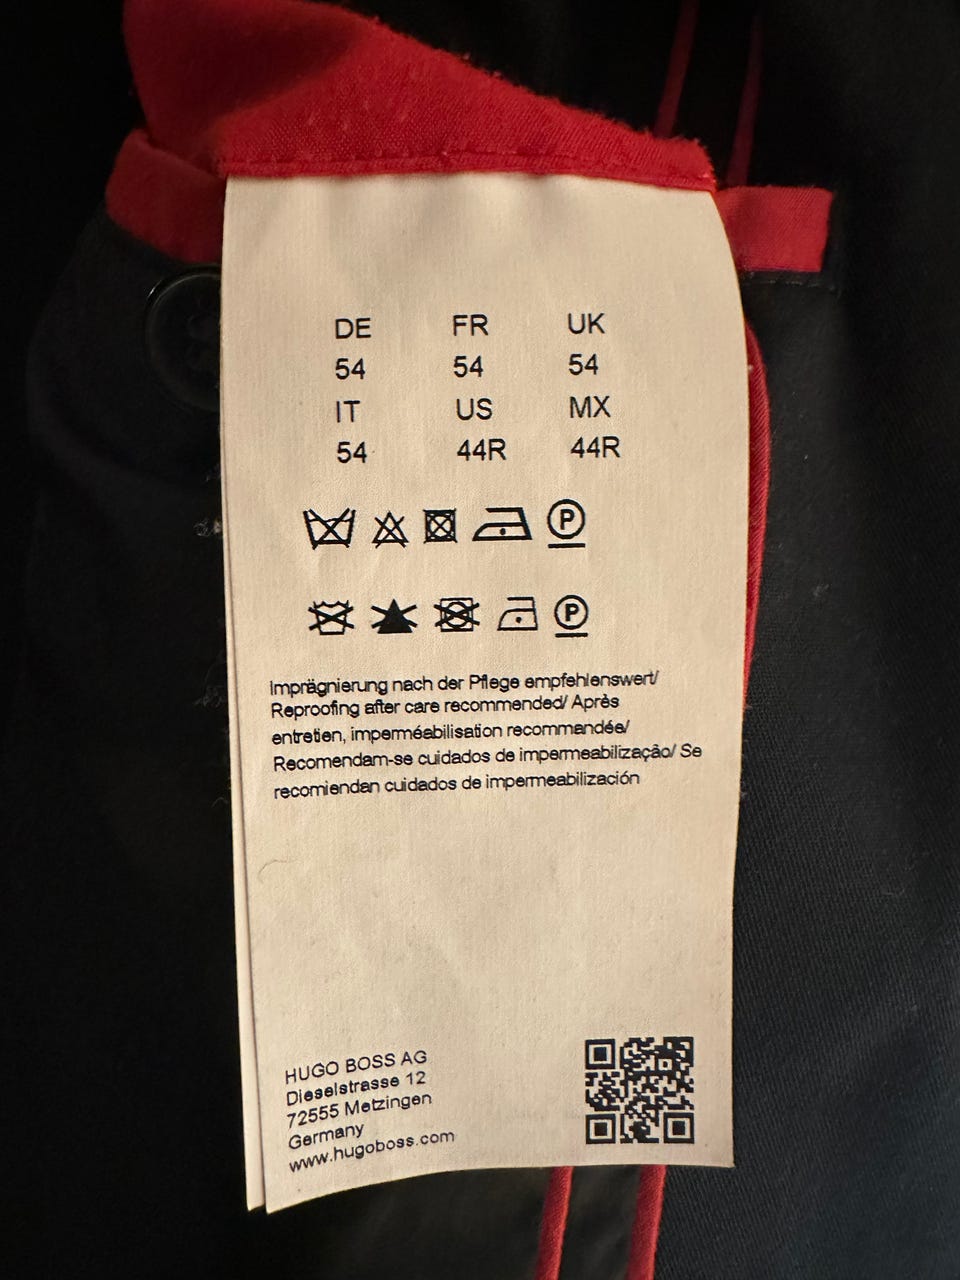 DE FR UK
54 54 54
IT US MX
54 44R 44R
P
P
Imprägnierung nach der Pflege empfehlenswert/
Reproofing after care recommended/ Après
entretien, imperméabilisation recommandée/
Recomendam-se cuidados de impermeabilização/ Se
recomiendan cuidados de impermeabilización
HUGO BOSS AG
Dieselstrasse 12
72555 Metzingen
Germany
www.hugoboss.com